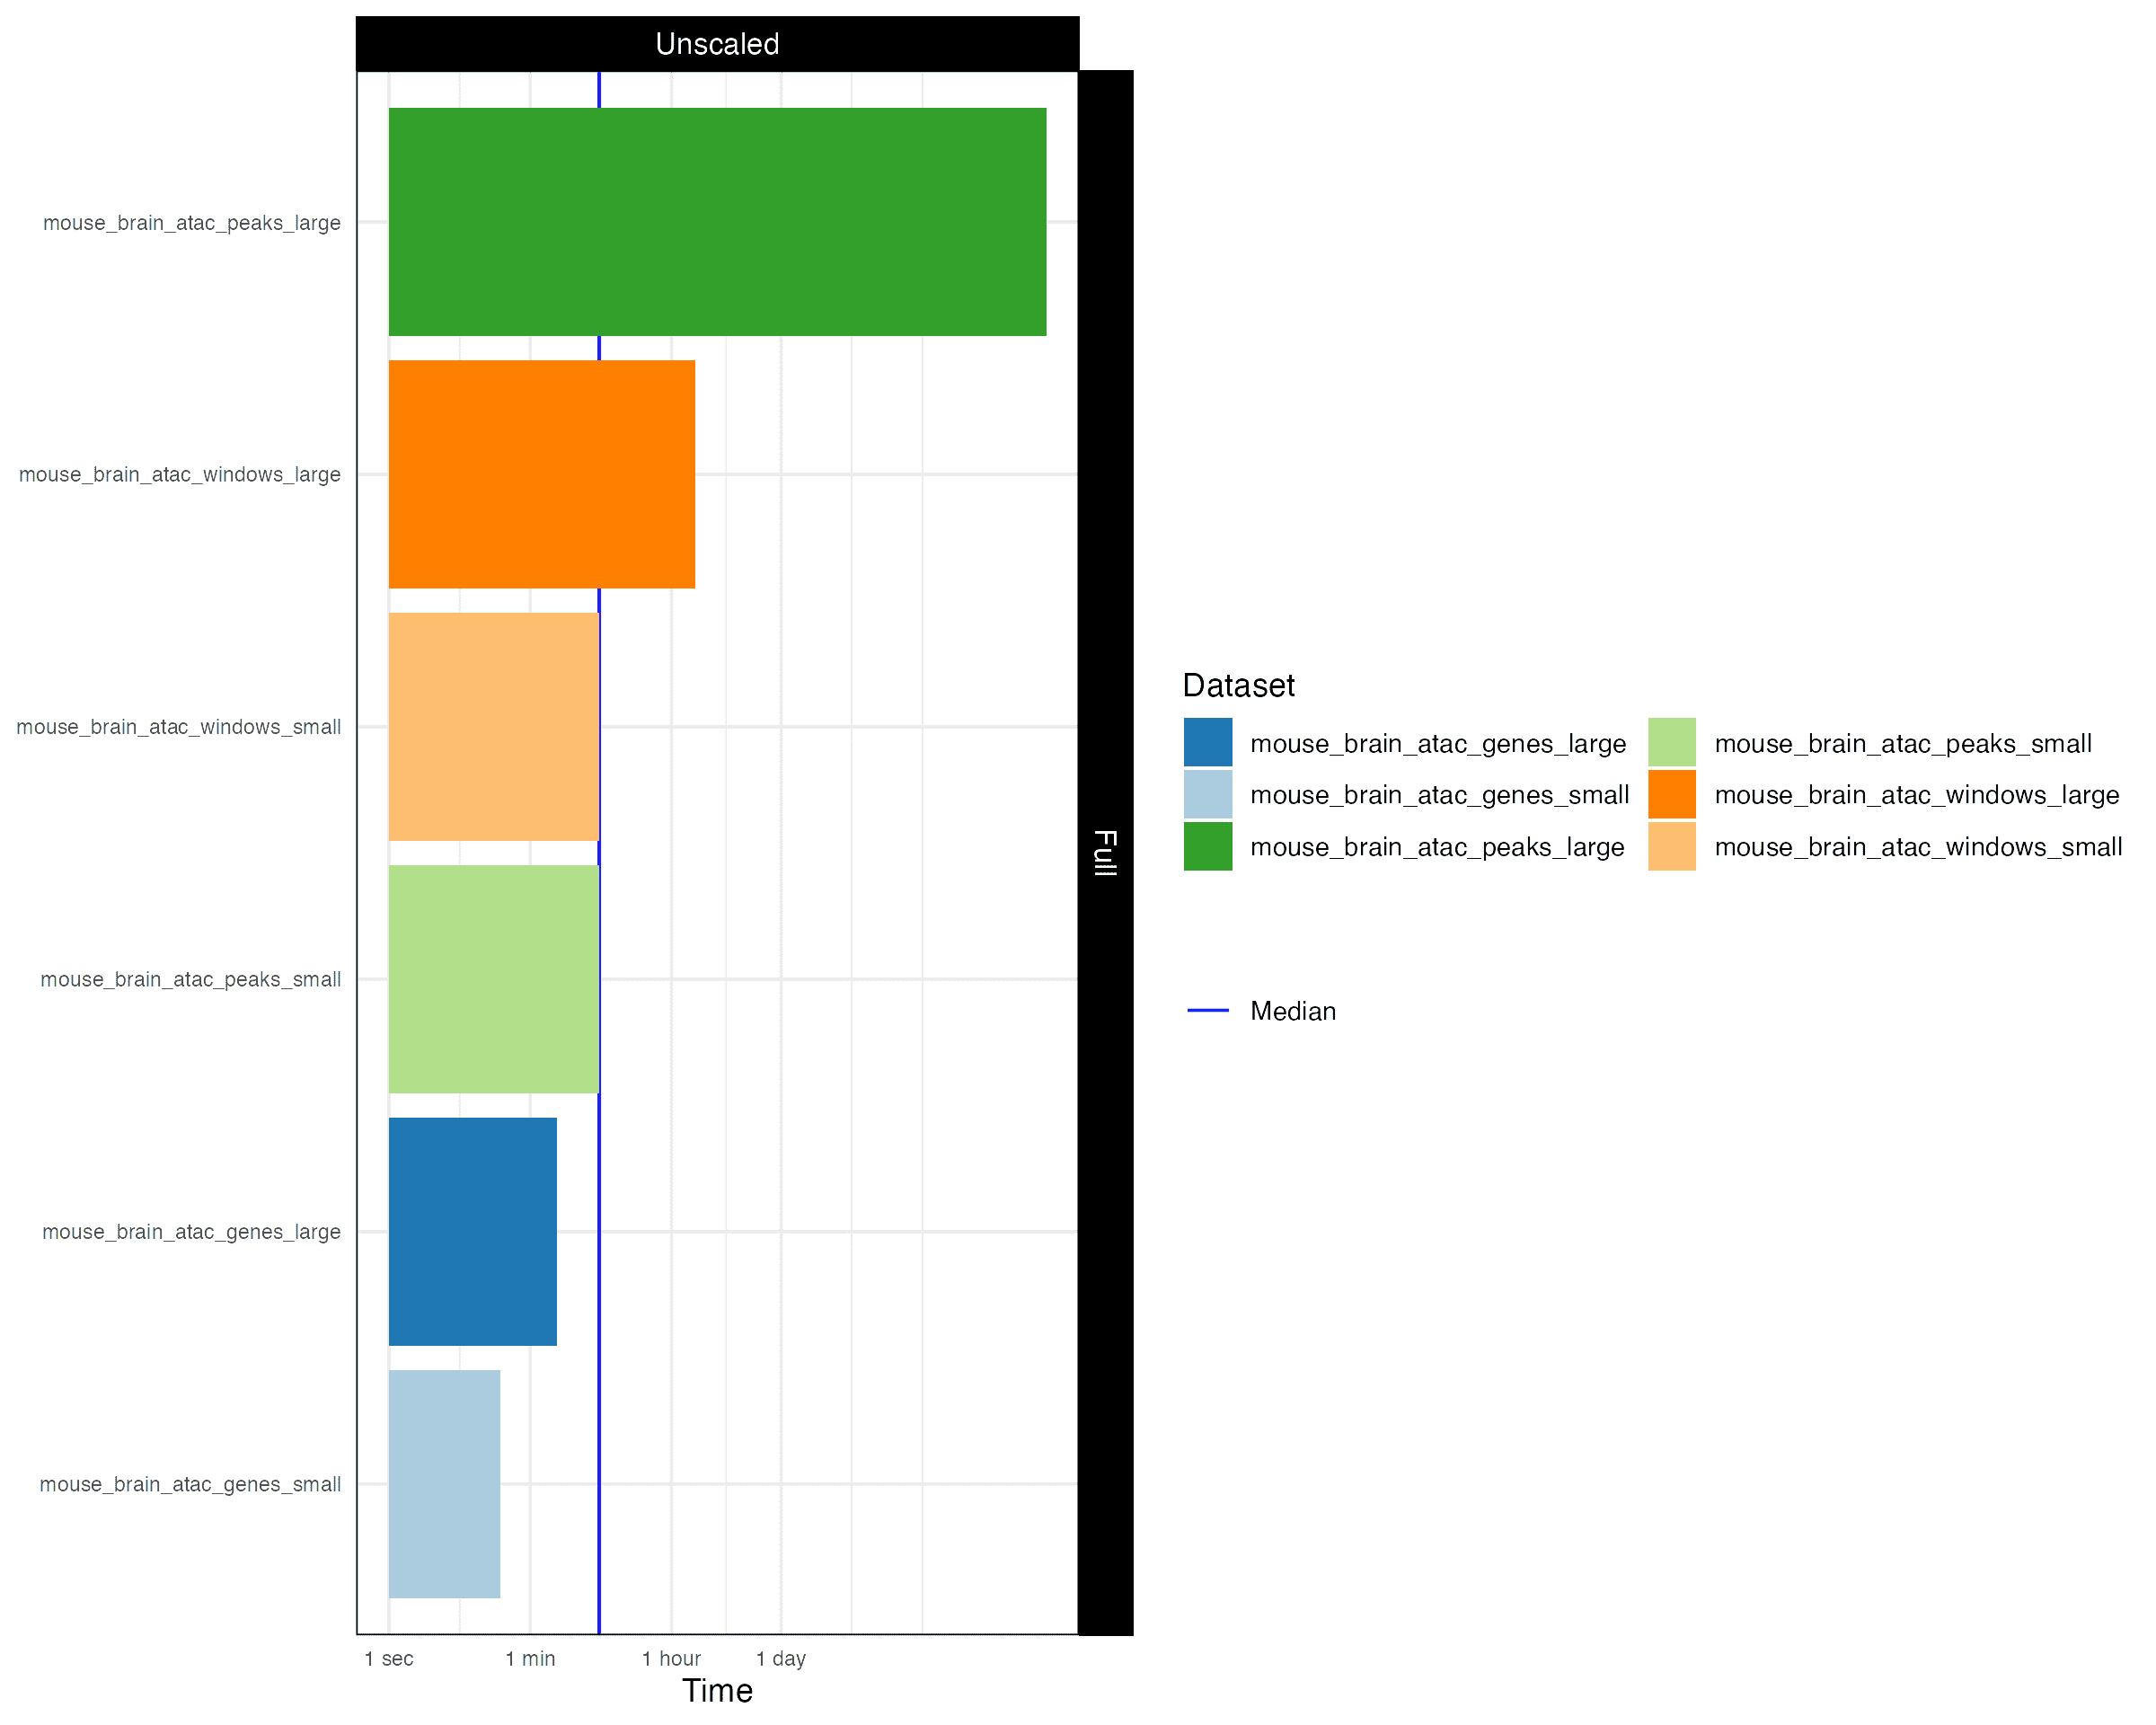 Unscaled
mouse_brain_atac_peaks_large
mouse_brain_atac_windows_large
mouse_brain_atac_windows_small
mouse_brain_atac_peaks_small
mouse_brain_atac_genes_large
mouse_brain_atac_genes_small
1 sec 1 min 1 hour 1 day
Time
Full
Dataset
mouse_brain_atac_genes_large mouse_brain_atac_peaks_small
mouse_brain_atac_genes_small mouse_brain_atac_windows_large
mouse_brain_atac_peaks_large mouse_brain_atac_windows_small
Median